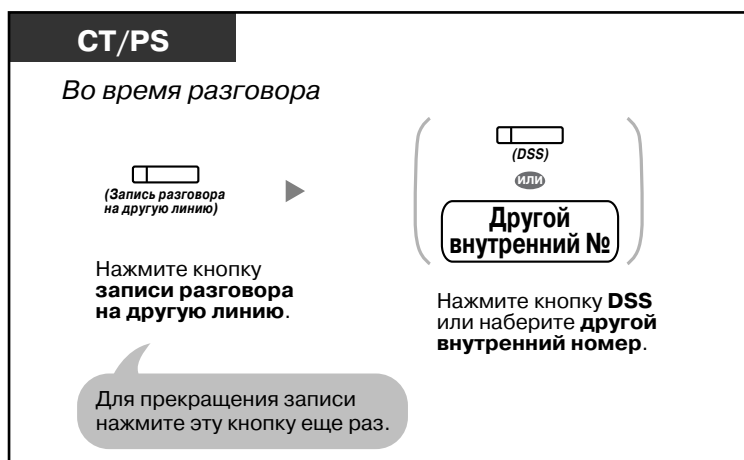 СТ/PS
Во время разговора
(Запись разговора
на другую линию)
Нажмите кнопку
записи разговора
на другую линию.
Для прекращения записи
нажмите эту кнопку еще раз.
(DSS)
или
Другой
внутренний №
Нажмите кнопку DSS
или наберите другой
внутренний номер.